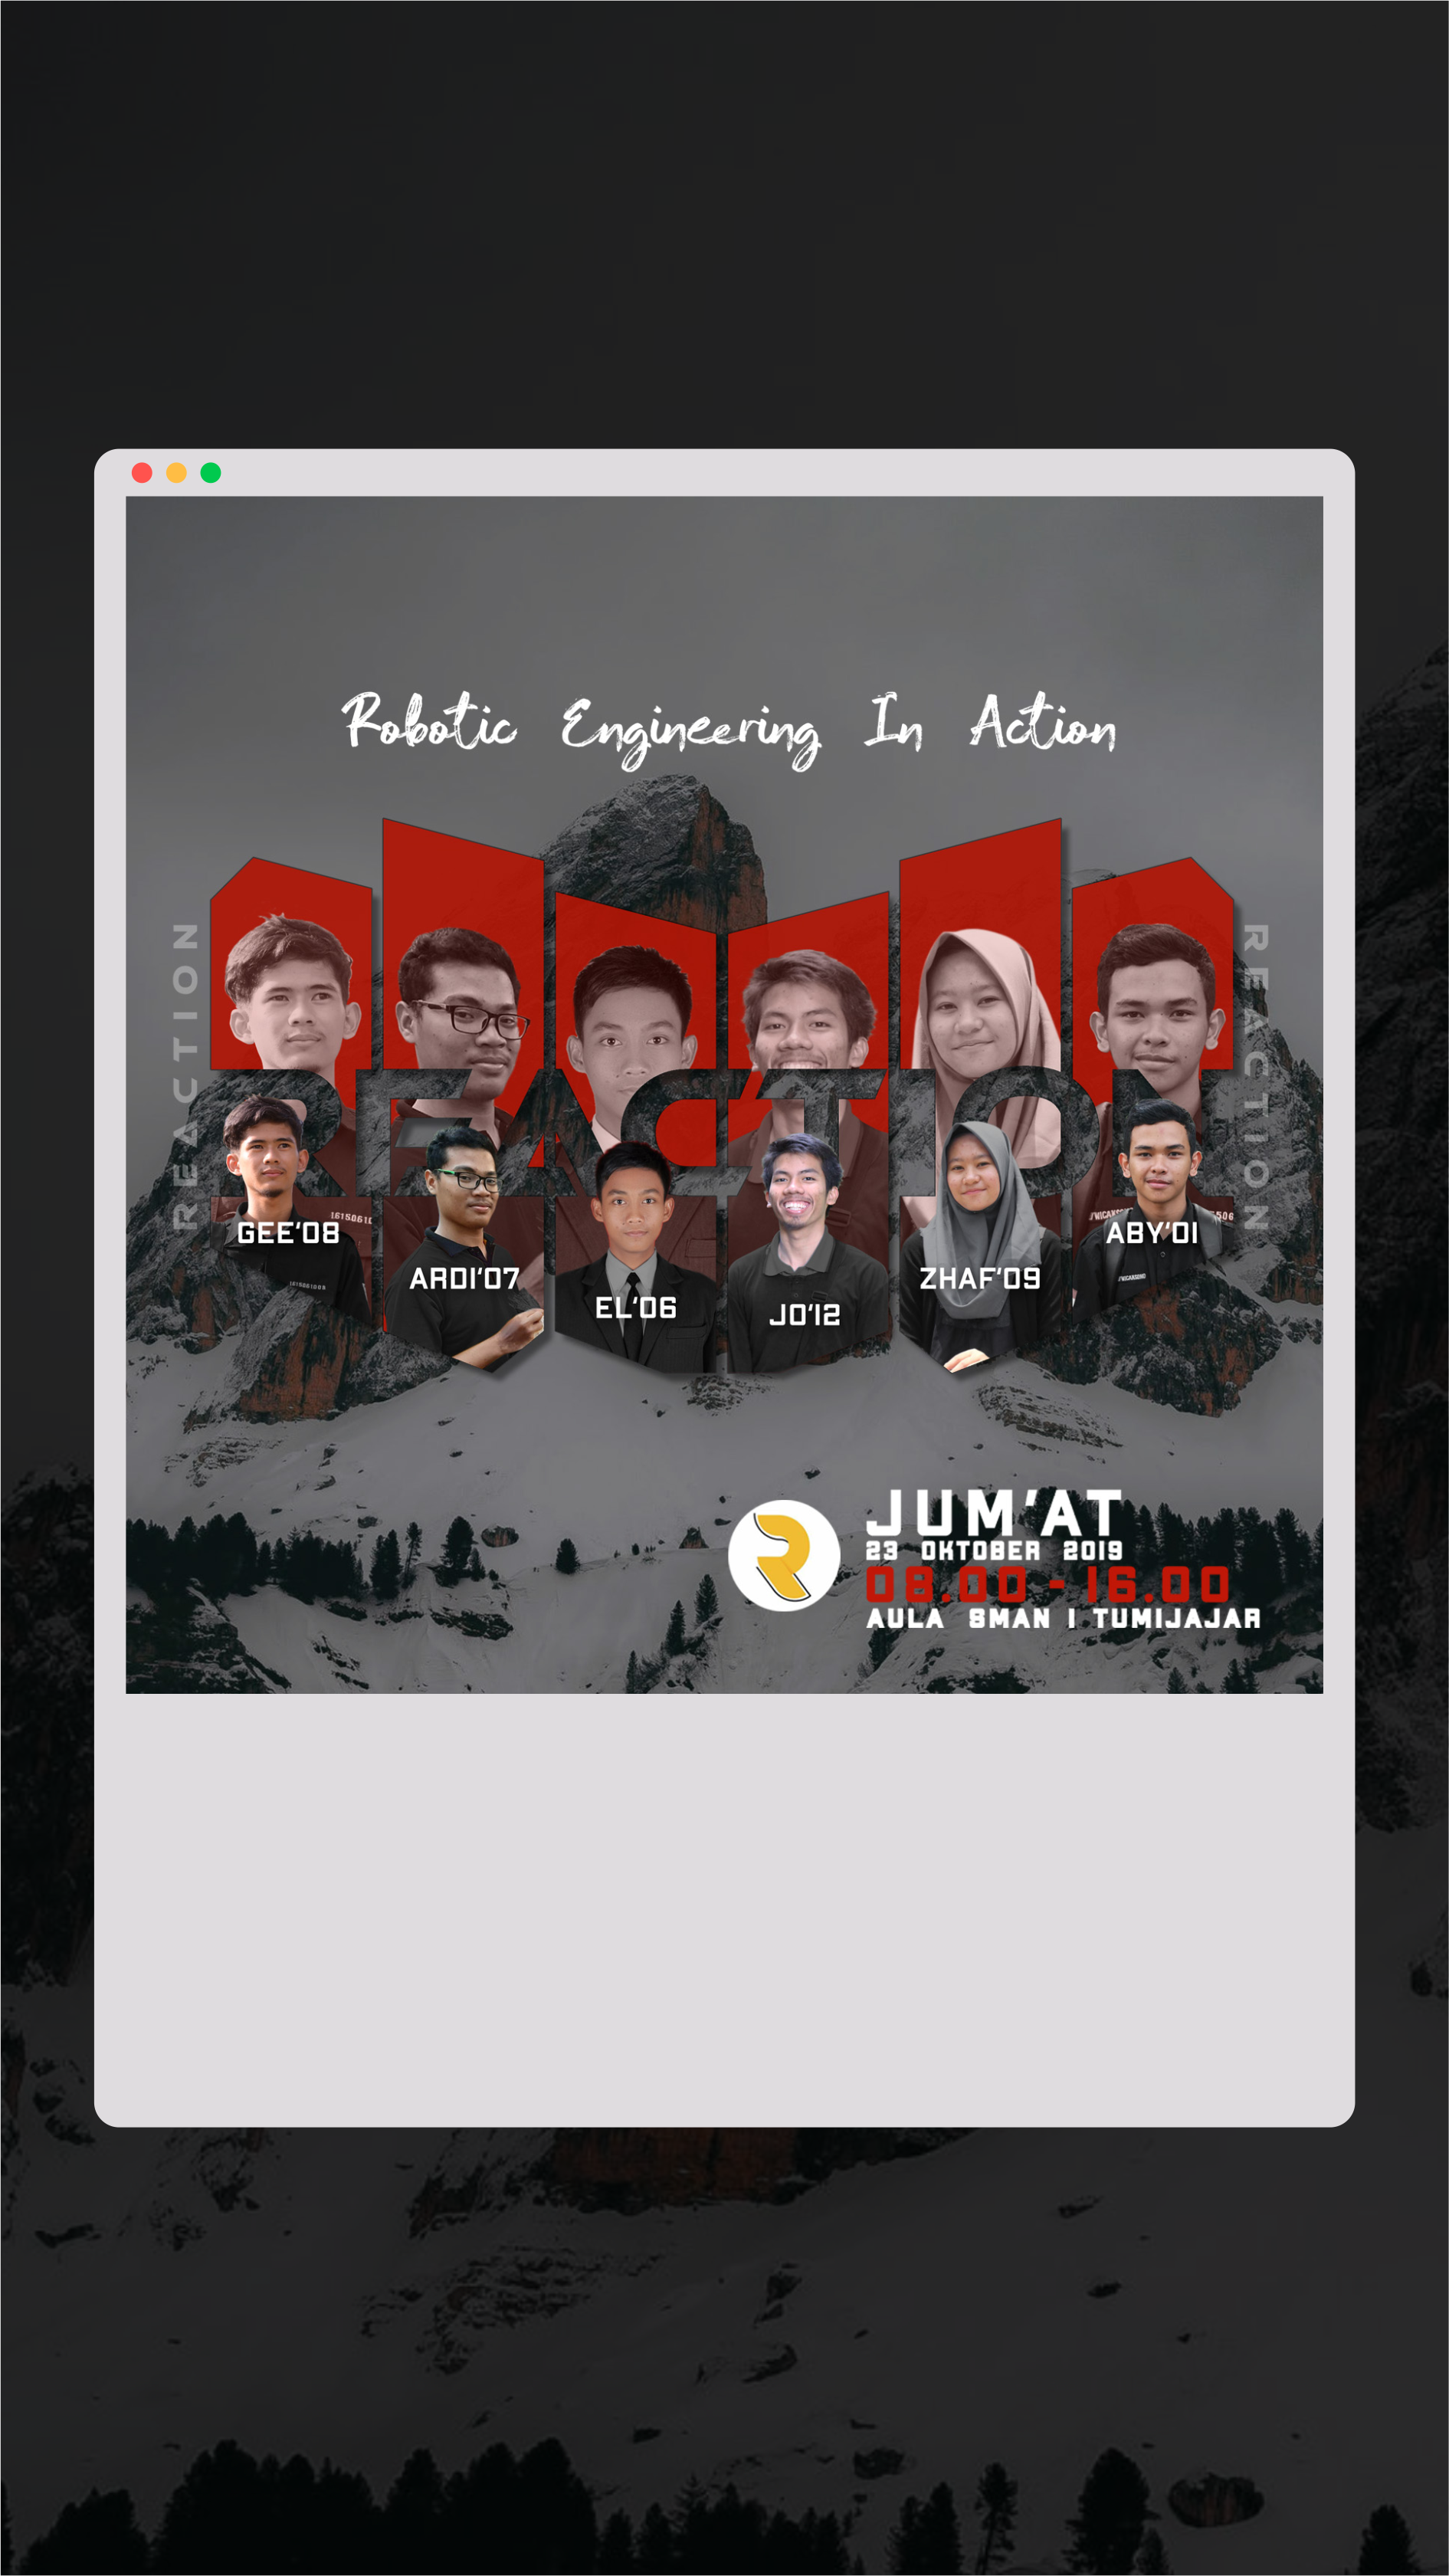 Robotic Engineering In Action
REACTION
REACTION
REACTION
GEE'08
ARDI'07
EL'06
JO'12
ZHAF'09
ABY'01
JUM'AT
23 OKTOBER 2019
08.00 - 16.00
AULA SMAN 1 TUMIJAJAR